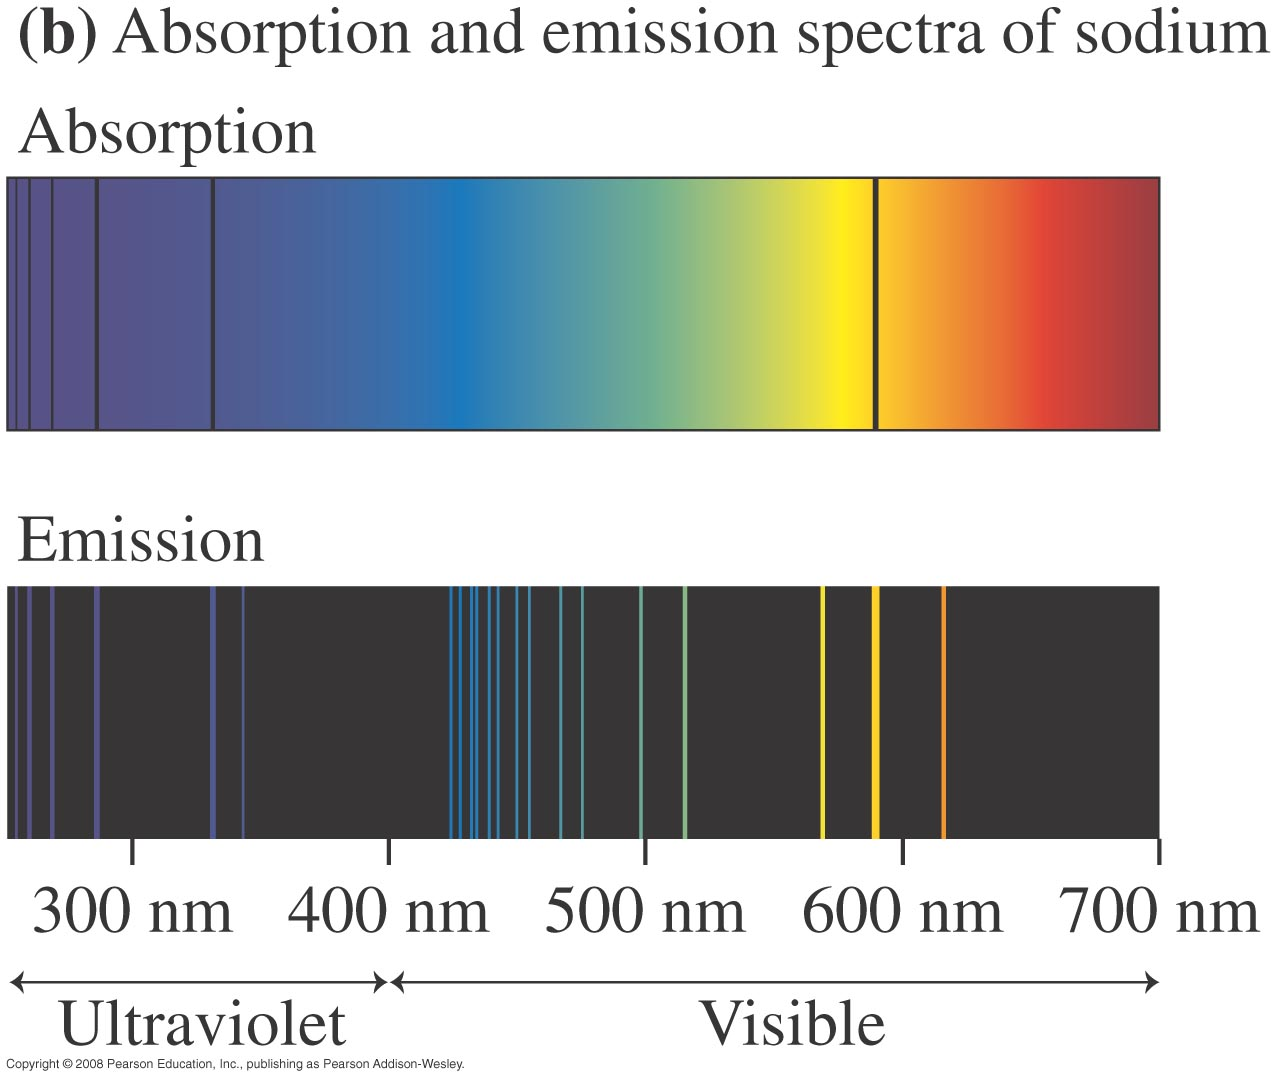 (b) Absorption and emission spectra of sodium
Absorption
Emission
300 nm 400 nm 500 nm 600 nm 700 nm
Ultraviolet Visible
Copyright © 2008 Pearson Education, Inc., publishing as Pearson Addison-Wesley.